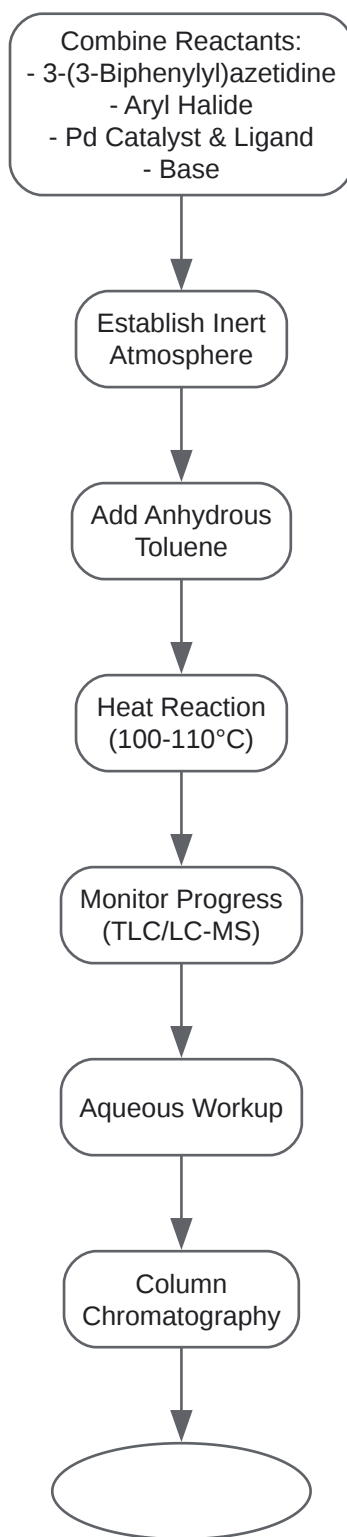 Combine Reactants:
- 3-(3-Biphenylyl)azetidine
- Aryl Halide
- Pd Catalyst & Ligand
- Base
Establish Inert
Atmosphere
Add Anhydrous
Toluene
Heat Reaction
(100-110°C)
Monitor Progress
(TLC/LC-MS)
Aqueous Workup
Column
Chromatography